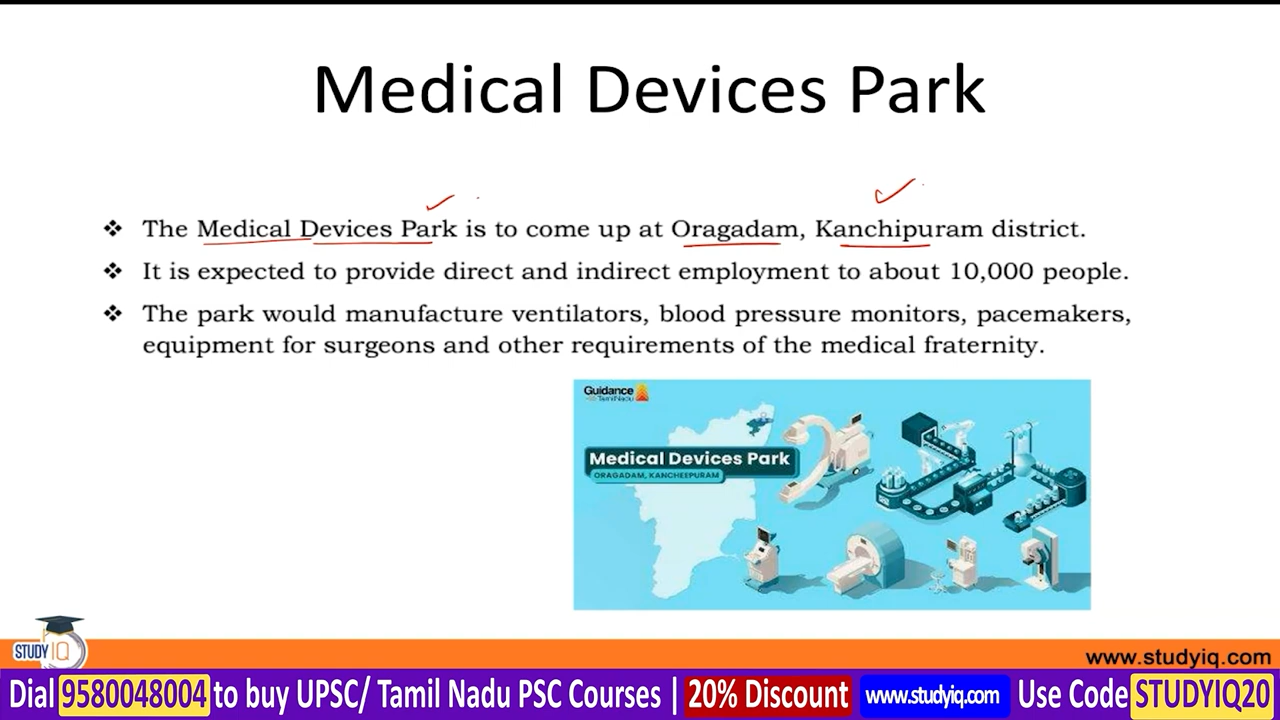 Medical Devices Park
❖ The Medical Devices Park is to come up at Oragadam, Kanchipuram district.
❖ It is expected to provide direct and indirect employment to about 10,000 people.
❖ The park would manufacture ventilators, blood pressure monitors, pacemakers,
equipment for surgeons and other requirements of the medical fraternity.
Guidance
TamilNadu
Medical Devices Park
ORAGADAM, KANCHEEPURAM
STUDY IQ
www.studyiq.com
Dial 9580048004 to buy UPSC/ Tamil Nadu PSC Courses | 20% Discount www.studyiq.com Use Code STUDYIQ20